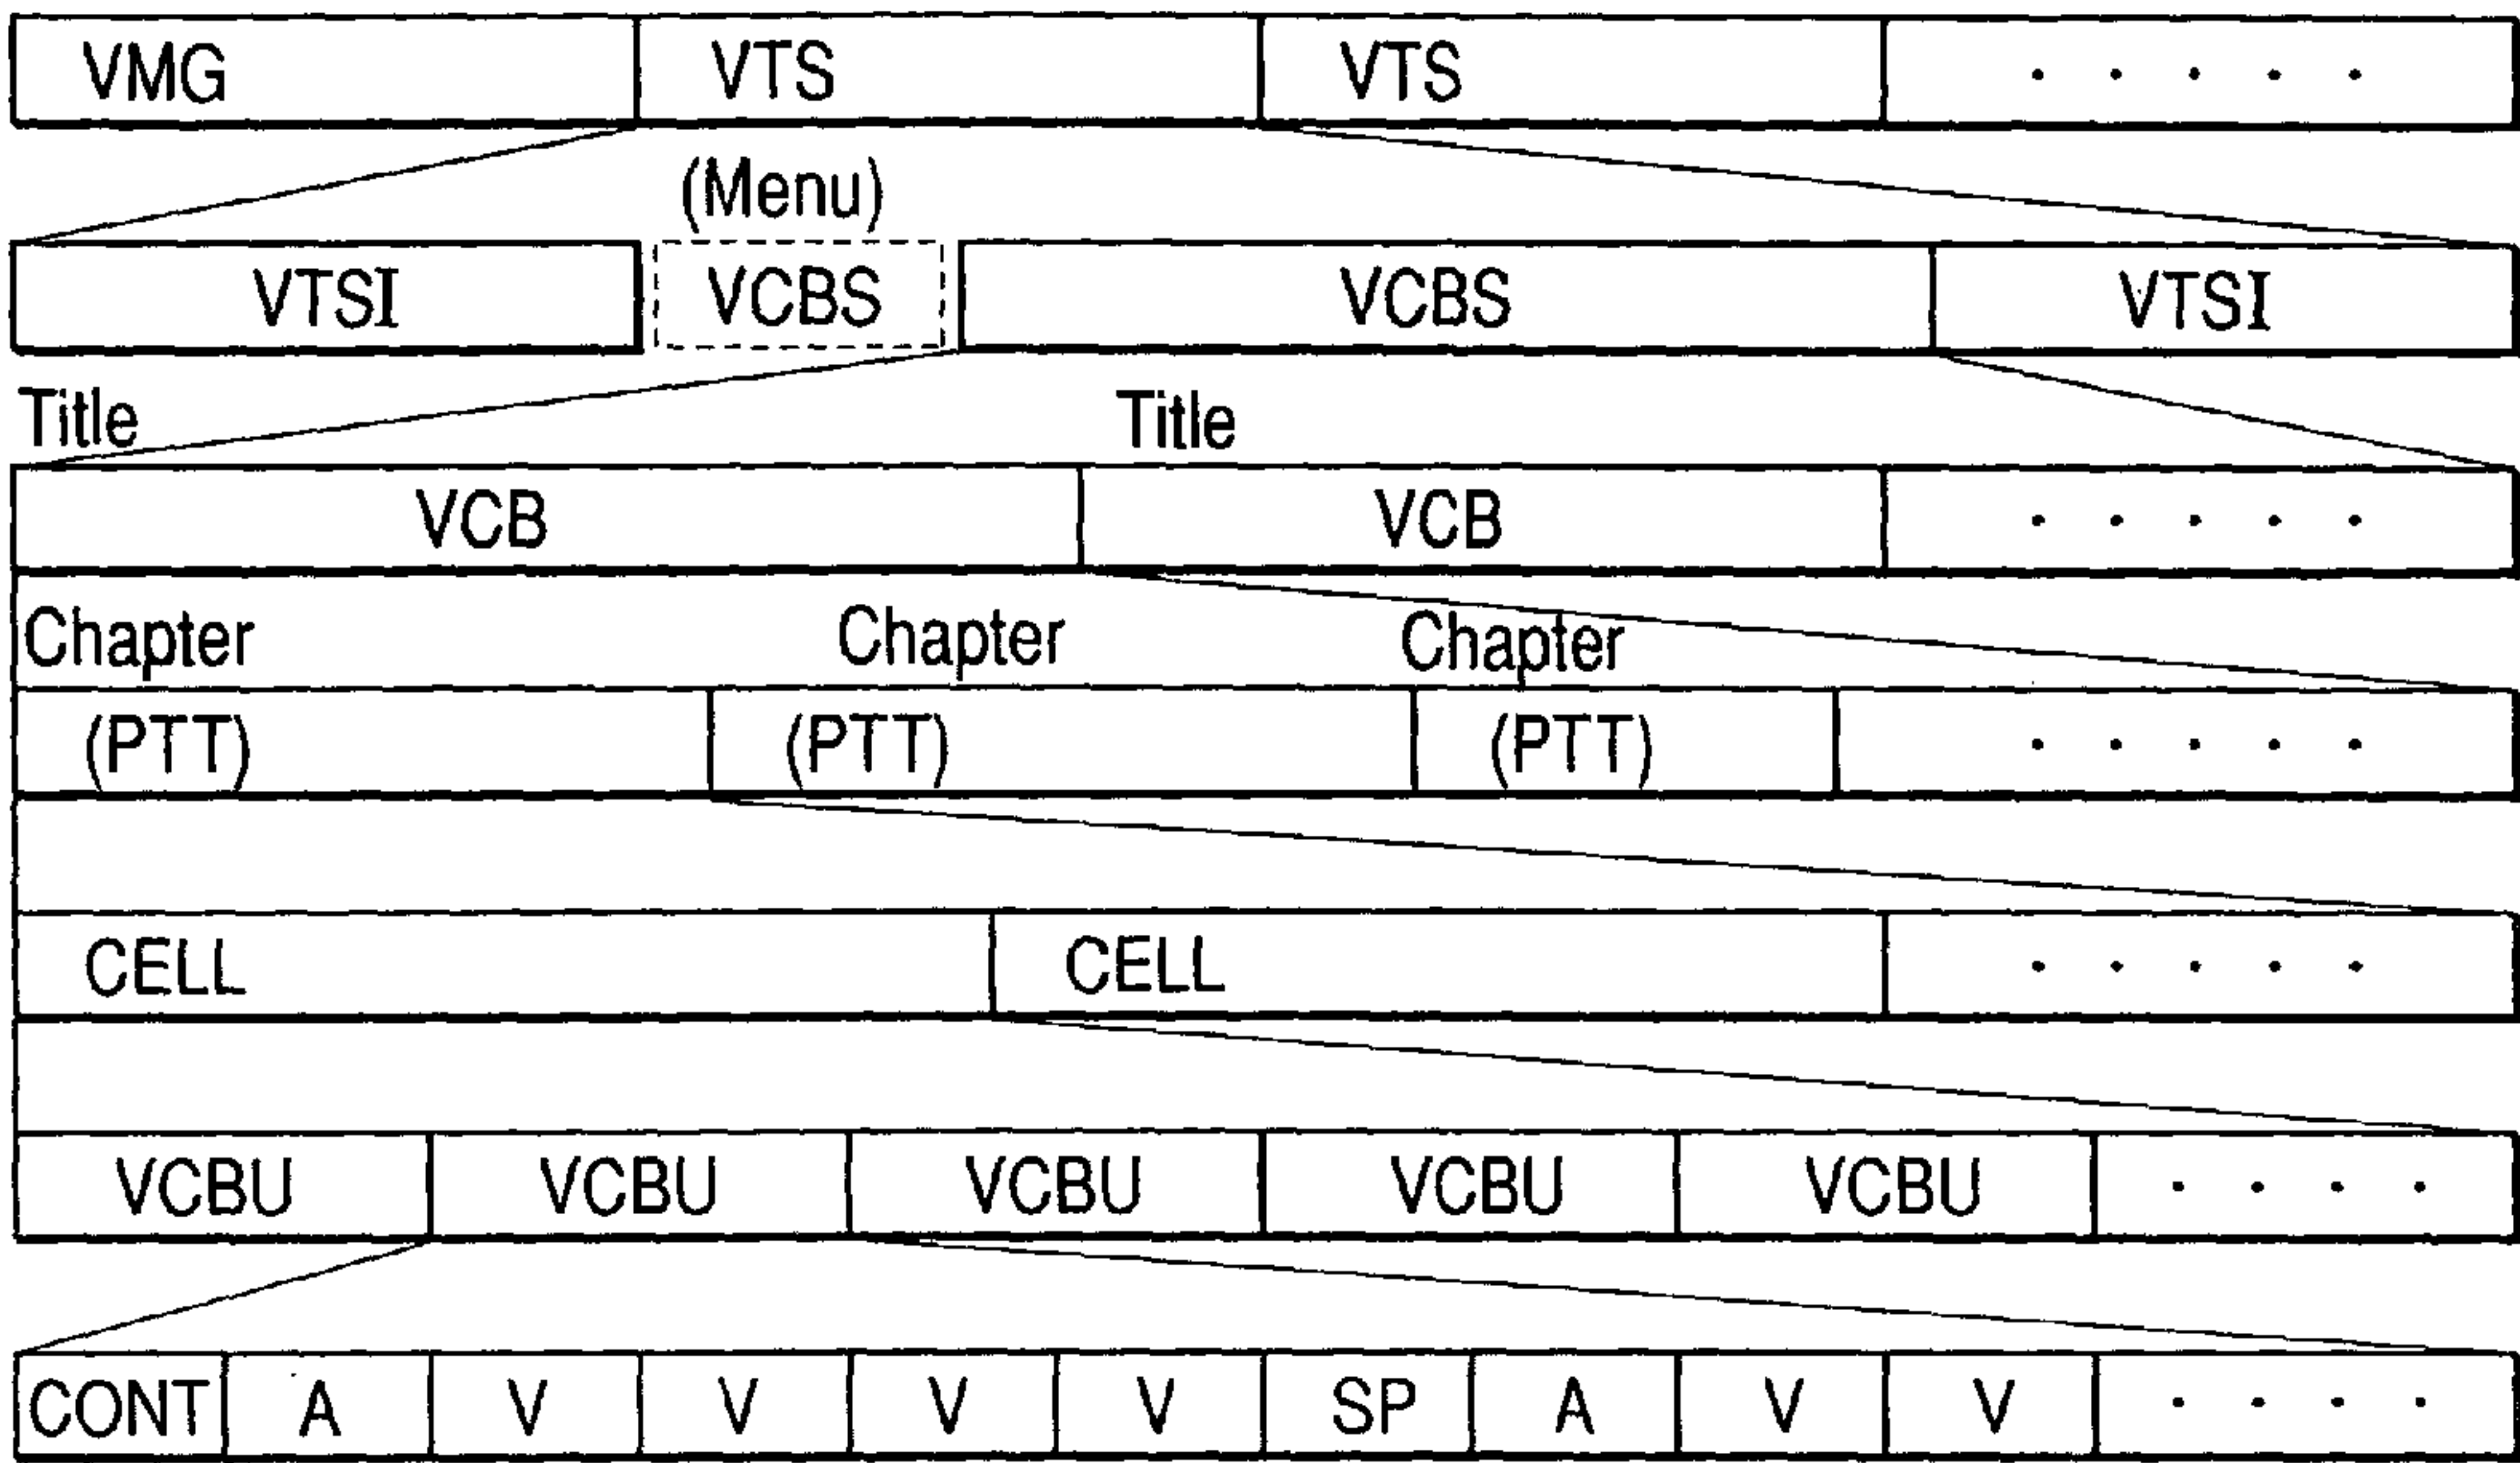 VMG VTS VTS . . . . .
(Menu)
VTSI VCBS VCBS VTSI
Title Title
VCB VCB . . . . .
Chapter Chapter Chapter
(PTT) (PTT) (PTT) . . . . .
CELL CELL . . . . .
VCBU VCBU VCBU VCBU VCBU . . . .
CONT A V V V V SP A V V . . . .